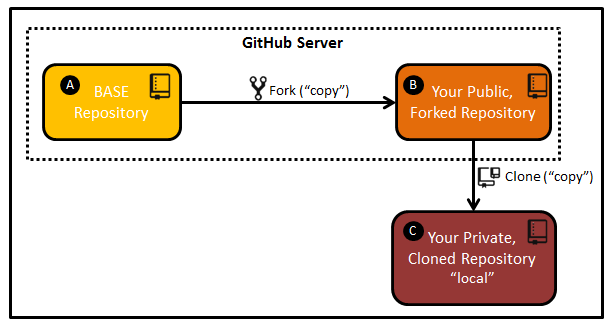 GitHub Server
A
BASE
Repository
Fork (“copy”)
B
Your Public,
Forked Repository
Clone (“copy”)
C
Your Private,
Cloned Repository
“local”